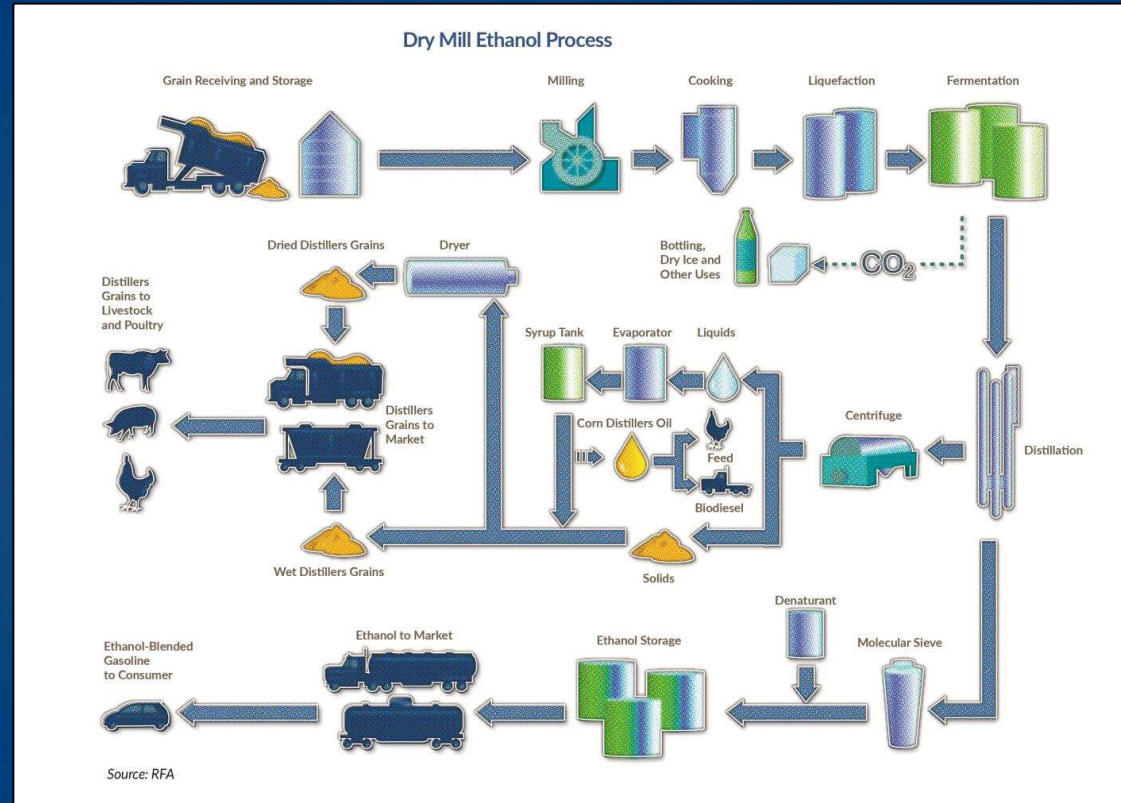 Dry Mill Ethanol Process
Grain Receiving and Storage
Milling
Cooking
Liquefaction
Fermentation
Bottling,
Dry Ice and
Other Uses
CO2
Dried Distillers Grains
Dryer
Distillers
Grains to
Livestock
and Poultry
Syrup Tank
Evaporator
Liquids
Distillers
Grains to
Market
Corn Distillers Oil
Feed
Biodiesel
Centrifuge
Distillation
Wet Distillers Grains
Solids
Denaturant
Molecular Sieve
Ethanol Storage
Ethanol to Market
Ethanol-Blended
Gasoline
to Consumer
Source: RFA